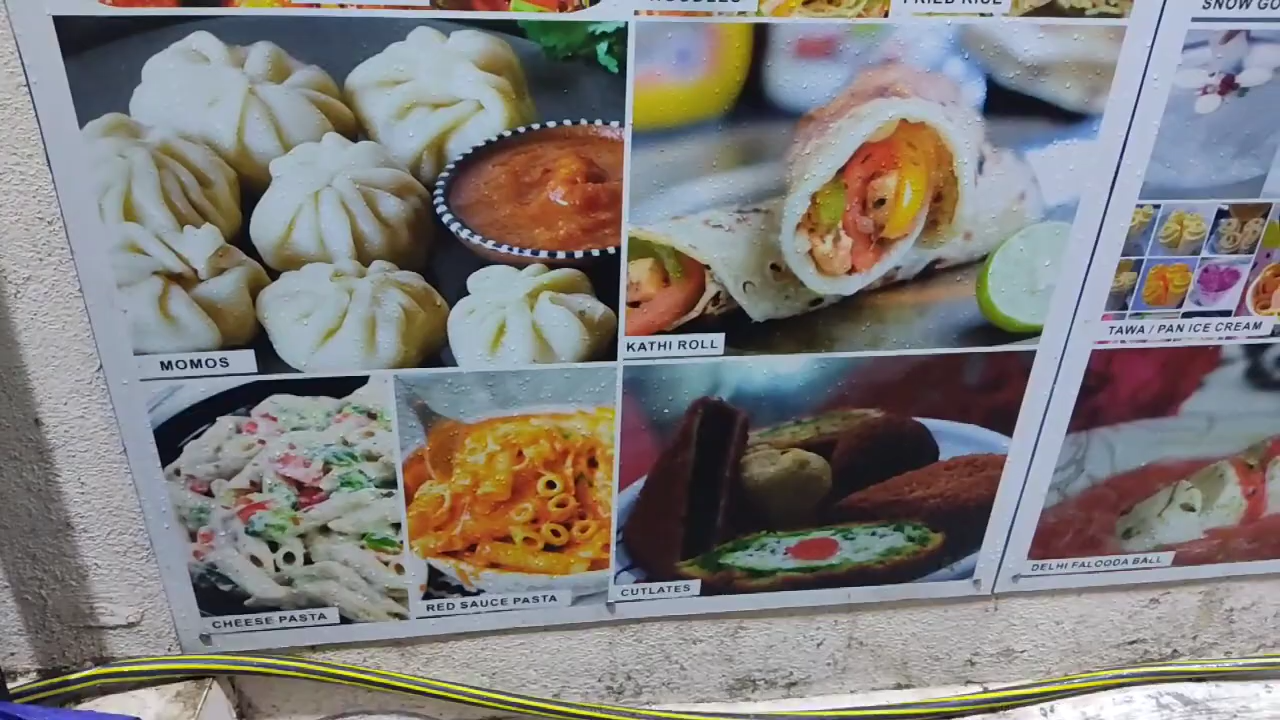 NOODLES
FRIED RICE
SNOW GO
MOMOS
KATHI ROLL
TAWA / PAN ICE CREAM
CHEESE PASTA
RED SAUCE PASTA
CUTLATES
DELHI FALOODA BALL